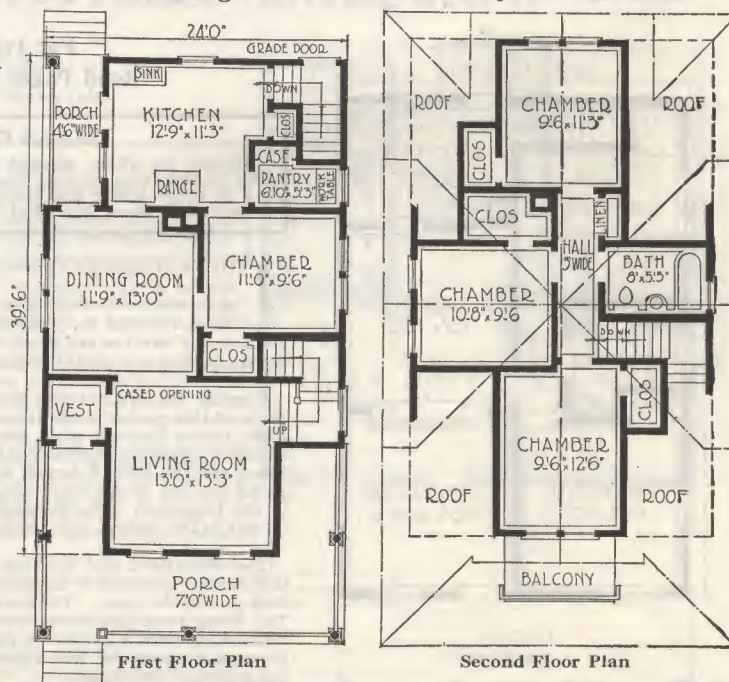 24'0"
GRADE DOOR
SINK
DOWN
PORCH
4'6" WIDE
KITCHEN
12'9" x 11'3"
CLOS
CASE
RANGE
PANTRY
6'10" x 5'3"
WORK
TABLE
39'6"
DINING ROOM
11'9" x 13'0"
CHAMBER
11'0" x 9'6"
CLOS
VEST
CASED OPENING
UP
LIVING ROOM
13'0" x 13'3"
PORCH
7'0" WIDE
First Floor Plan
ROOF
CHAMBER
9'6" x 11'3"
ROOF
CLOS
CLOS
LINEN
HALL
3' WIDE
BATH
8' x 5'5"
CHAMBER
10'8" x 9'6
DOWN
CLOS
CHAMBER
9'6" x 12'6"
ROOF
ROOF
BALCONY
Second Floor Plan